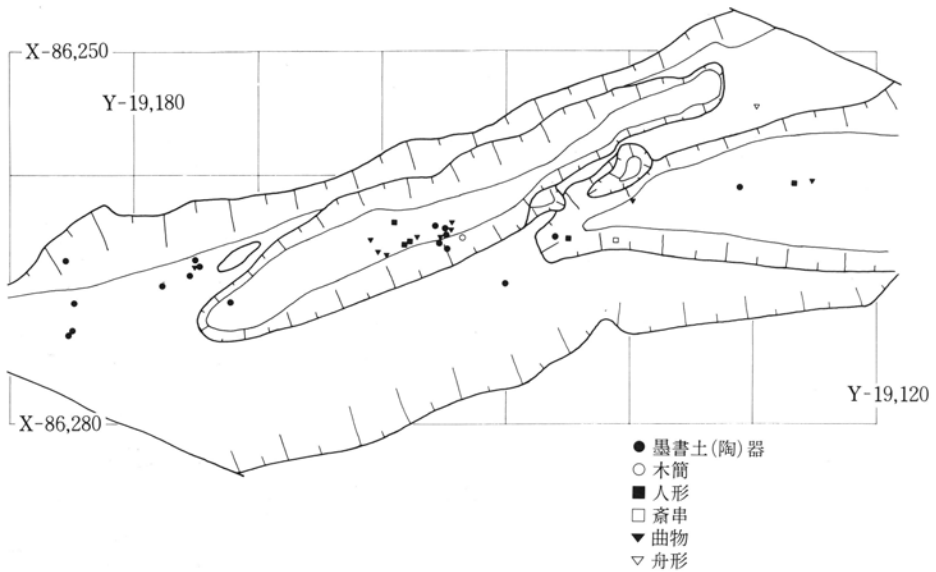 X-86,250
Y-19,180
Y-19,120
X-86,280
● 墨書土(陶)器
○ 木簡
■ 人形
□ 斎串
▼ 曲物
▽ 舟形